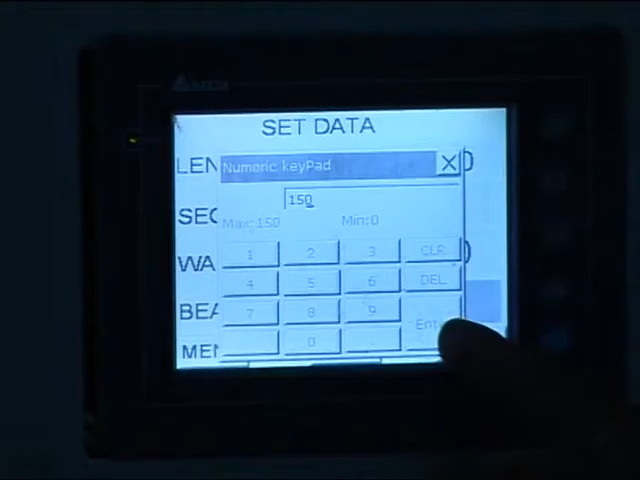 SET DATA
LEN
Numeric keyPad
X
150
SEC
Max:150
Min:0
1
2
3
CLR
WA
4
5
6
DEL
BEA
7
8
9
Ent
MEN
0
.